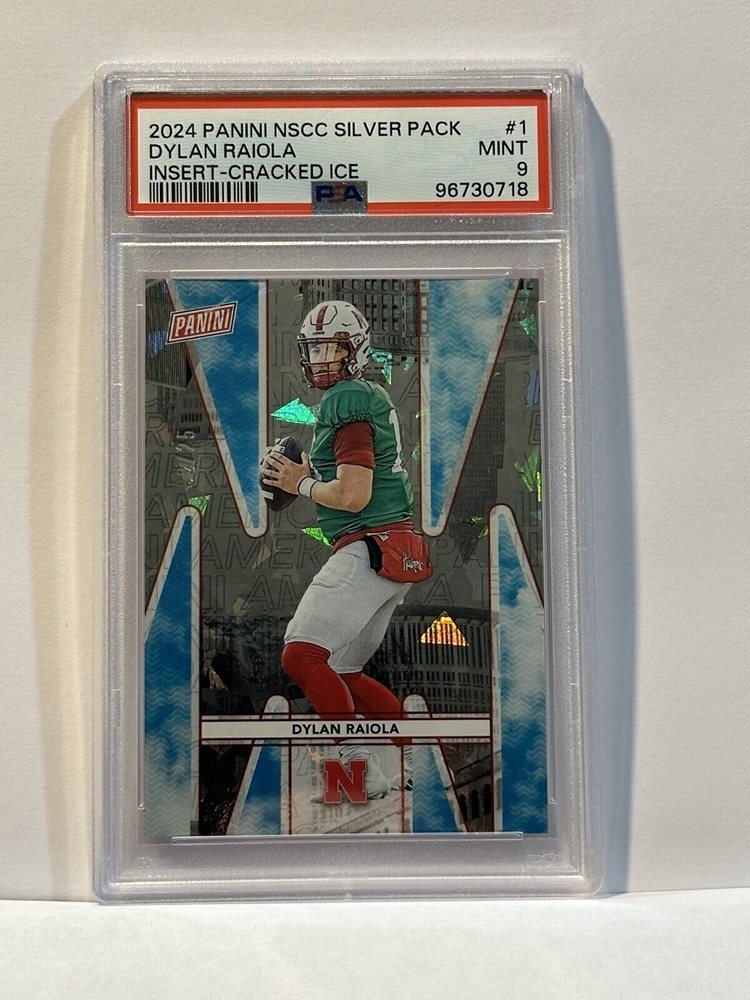 2024 PANINI NSCC SILVER PACK #1
DYLAN RAIOLA MINT
INSERT-CRACKED ICE 9
PSA 96730718
PANINI
DYLAN RAIOLA
N